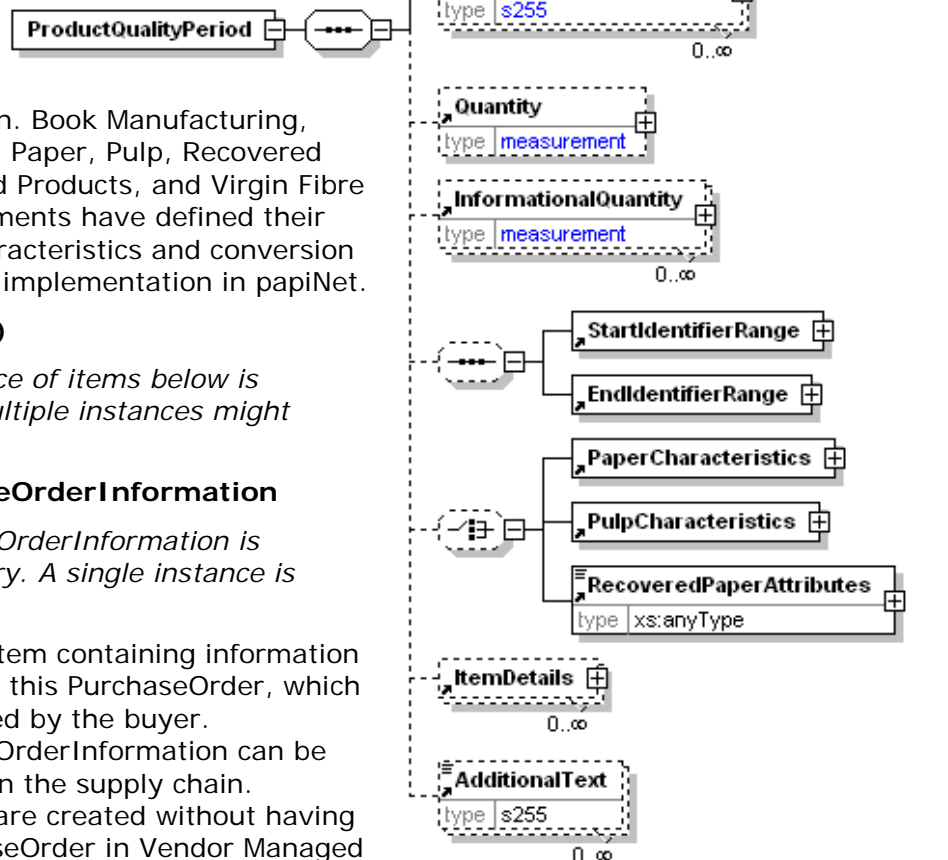 ProductQualityPeriod
n. Book Manufacturing,
Paper, Pulp, Recovered
d Products, and Virgin Fibre
ments have defined their
racteristics and conversion
implementation in papiNet.
)
ce of items below is
ultiple instances might
eOrderInformation
OrderInformation is
ry. A single instance is
tem containing information
this PurchaseOrder, which
ed by the buyer.
OrderInformation can be
n the supply chain.
are created without having
seOrder in Vendor Managed
type s255
0..∞
Quantity
type measurement
InformationalQuantity
type measurement
0..∞
StartIdentifierRange
EndIdentifierRange
PaperCharacteristics
PulpCharacteristics
RecoveredPaperAttributes
type xs:anyType
ItemDetails
0..∞
AdditionalText
type s255
0..∞